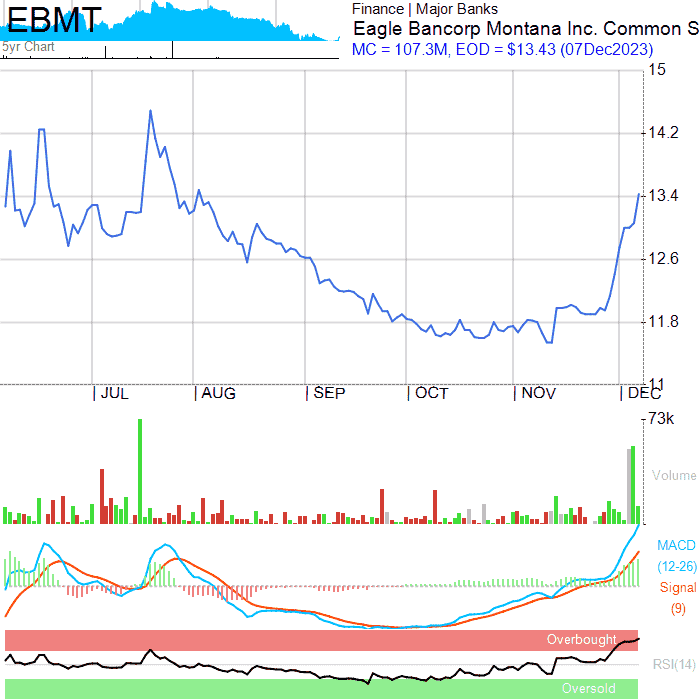 EBMT
5yr Chart
Finance | Major Banks
Eagle Bancorp Montana Inc. Common S
MC = 107.3M, EOD = $13.43 (07Dec2023)
15
14.2
13.4
12.6
11.8
11
JUL AUG SEP OCT NOV DEC
73k
Volume
MACD
(12-26)
Signal
(9)
Overbought
RSI(14)
Oversold